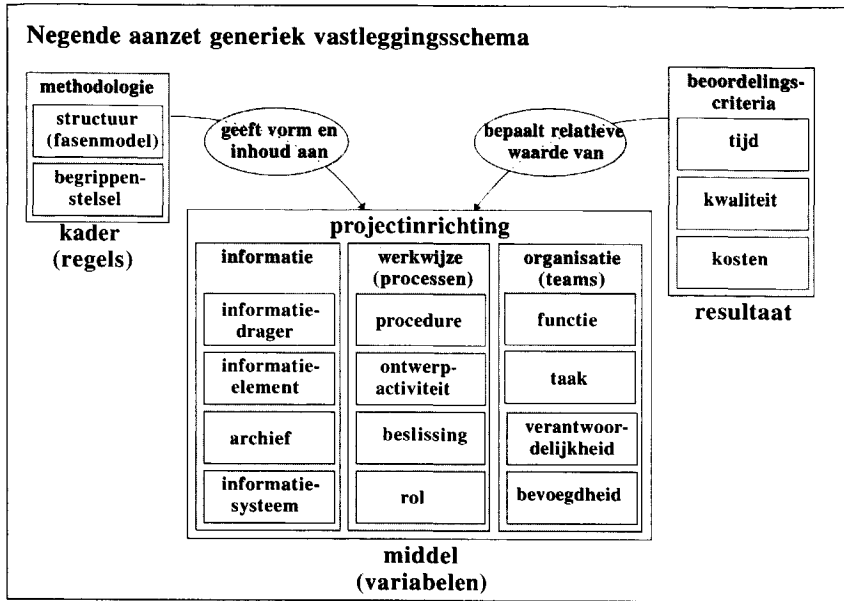 Negende aanzet generiek vastleggingsschema
methodologie
structuur
(fasenmodel)
begrippen-
stelsel
kader
(regels)
geeft vorm en
inhoud aan
bepaalt relatieve
waarde van
beoordelings-
criteria
tijd
kwaliteit
kosten
resultaat
projectinrichting
informatie
informatie-
drager
informatie-
element
archief
informatie-
systeem
werkwijze
(processen)
procedure
ontwerp-
activiteit
beslissing
rol
organisatie
(teams)
functie
taak
verantwoor-
delijkheid
bevoegdheid
middel
(variabelen)